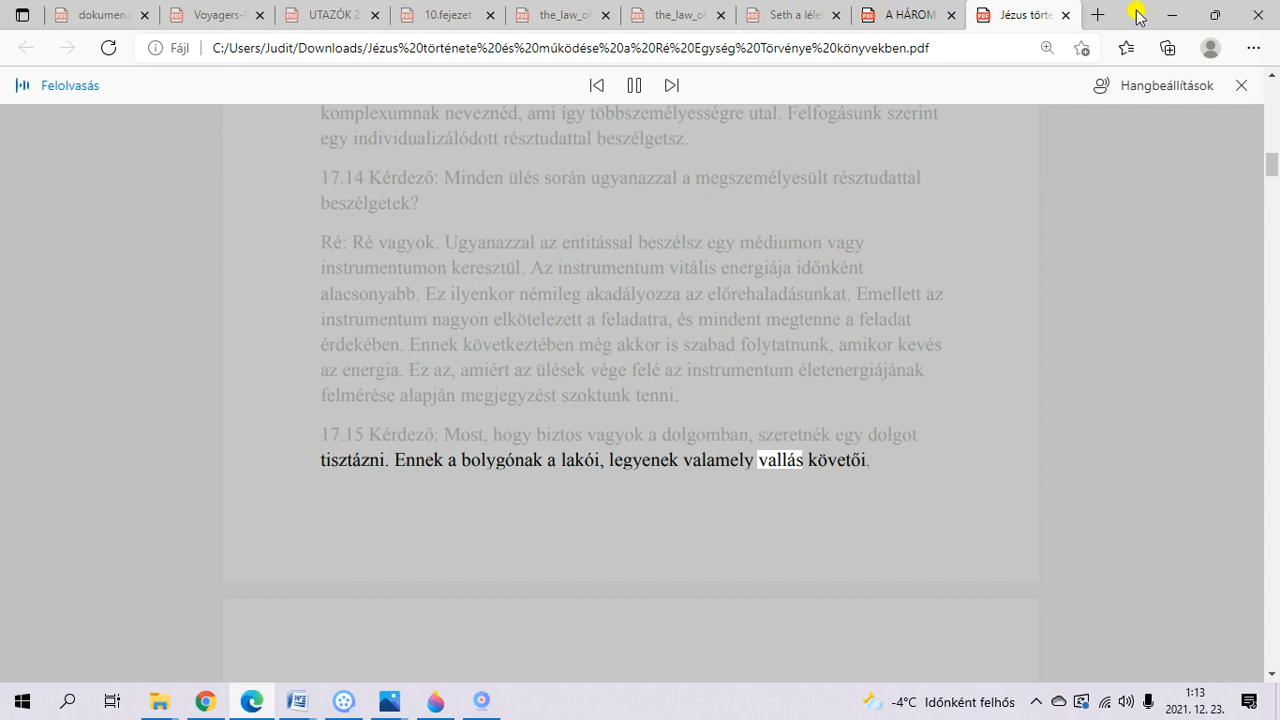 dokumen.
Voyagers-
UTAZÓK 2
10.fejezet
the_law_of
the_law_of
Seth a léle
A HÁROM
Jézus törté
Fájl
C:/Users/Judit/Downloads/Jézus%20története%20és%20működése%20a%20Ré%20Egység%20Törvénye%20könyvekben.pdf
Felolvasás
Hangbeállítások
komplexumnak neveznéd, ami így többszemélyességre utal. Felfogásunk szerint
egy individualizálódott résztudattal beszélgetsz.
17.14 Kérdező: Minden ülés során ugyanazzal a megszemélyesült résztudattal
beszélgetek?
Ré: Ré vagyok. Ugyanazzal az entitással beszélsz egy médiumon vagy
instrumentumon keresztül. Az instrumentum vitális energiája időnként
alacsonyabb. Ez ilyenkor némileg akadályozza az előrehaladásunkat. Emellett az
instrumentum nagyon elkötelezett a feladatra, és mindent megtenne a feladat
érdekében. Ennek következtében még akkor is szabad folytatnunk, amikor kevés
az energia. Ez az, amiért az ülések vége felé az instrumentum életenergiájának
felmérése alapján megjegyzést szoktunk tenni.
17.15 Kérdező: Most, hogy biztos vagyok a dolgomban, szeretnék egy dolgot
tisztázni. Ennek a bolygónak a lakói, legyenek valamely vallás követői,
-4°C Időnként felhős
1:13
2021. 12. 23.